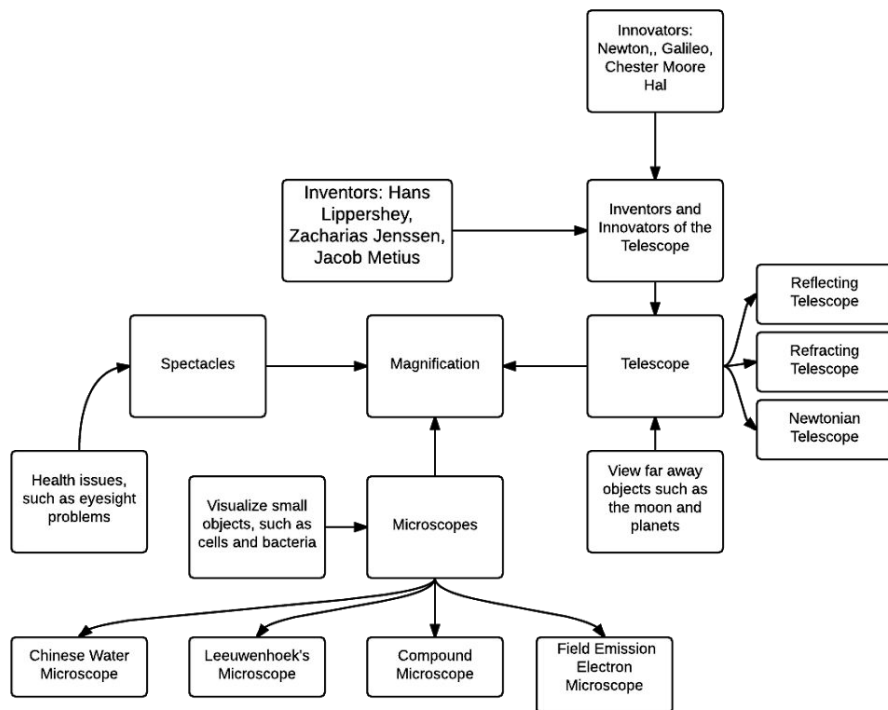 Innovators:
Newton,, Galileo,
Chester Moore
Hal
Inventors: Hans
Lippershey,
Zacharias Jenssen,
Jacob Metius
Inventors and
Innovators of the
Telescope
Reflecting
Telescope
Spectacles
Magnification
Telescope
Refracting
Telescope
Newtonian
Telescope
Health issues,
such as eyesight
problems
Visualize small
objects, such as
cells and bacteria
Microscopes
View far away
objects such as
the moon and
planets
Chinese Water
Microscope
Leeuwenhoek's
Microscope
Compound
Microscope
Field Emission
Electron
Microscope